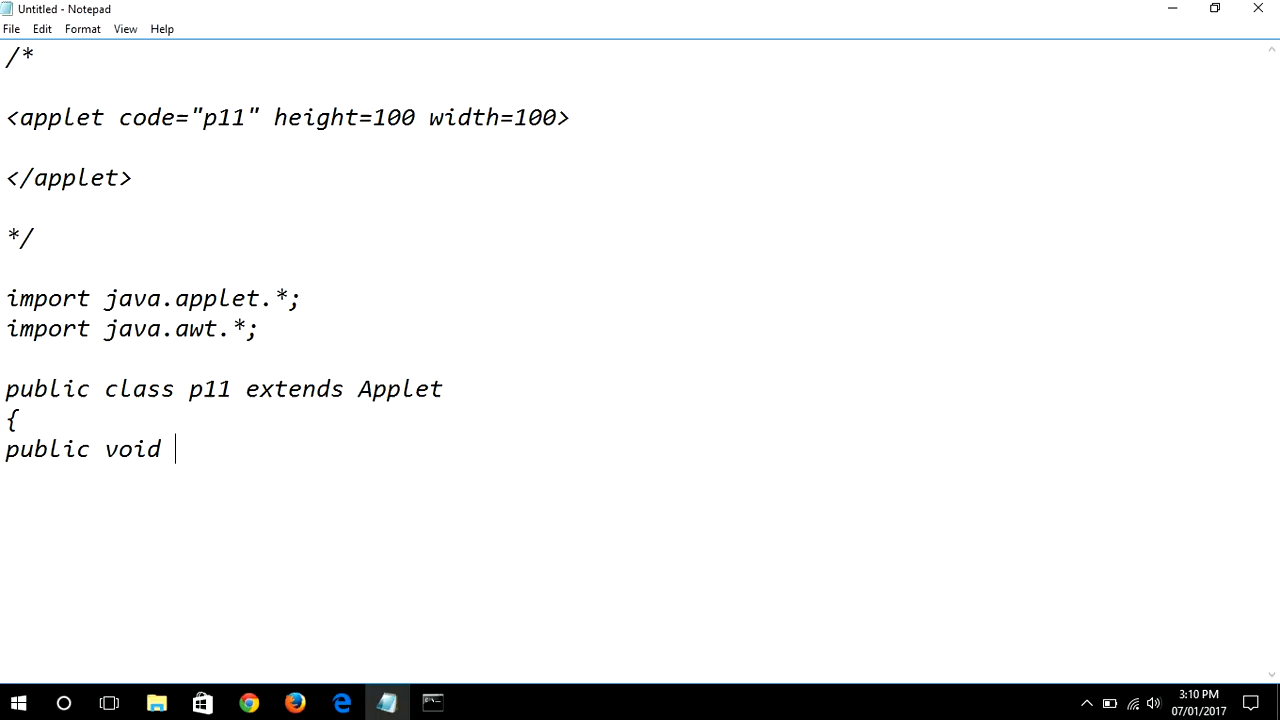 Untitled - Notepad
File Edit Format View Help
/*
<applet code="p11" height=100 width=100>
</applet>
*/
import java.applet.*;
import java.awt.*;
public class p11 extends Applet
{
public void
3:10 PM
07/01/2017